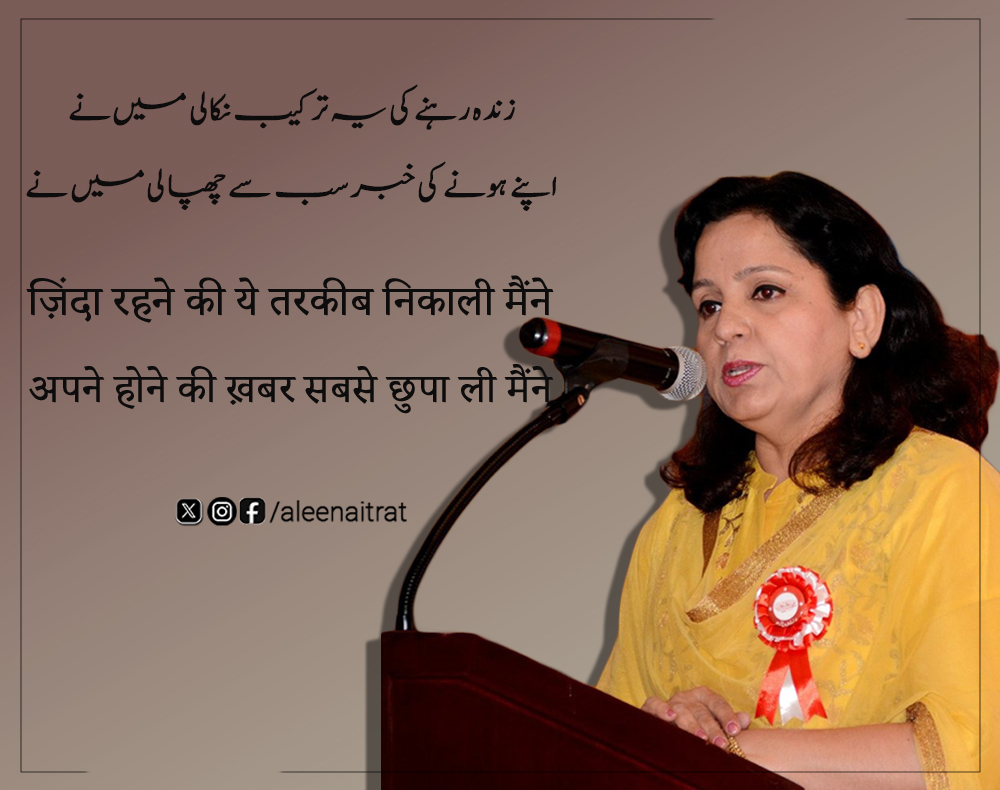 زندہ رہنے کی یہ ترکیب نکالی میں نے
اپنے ہونے کی خبر سب سے چھپا لی میں نے
ज़िंदा रहने की ये तरकीब निकाली मैंने
अपने होने की ख़बर सबसे छुपा ली मैंने
/aleenaitrat